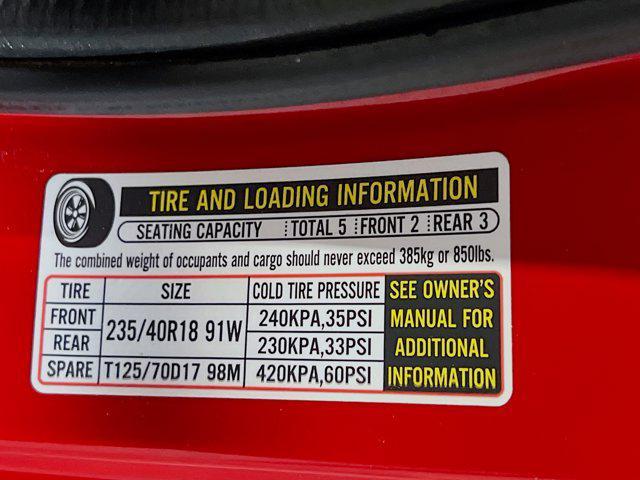 TIRE AND LOADING INFORMATION
SEATING CAPACITY TOTAL 5 FRONT 2 REAR 3
The combined weight of occupants and cargo should never exceed 385kg or 850lbs.
TIRE SIZE COLD TIRE PRESSURE SEE OWNER'S
FRONT 235/40R18 91W 240KPA,35PSI MANUAL FOR
REAR 230KPA,33PSI ADDITIONAL
SPARE T125/70D17 98M 420KPA,60PSI INFORMATION